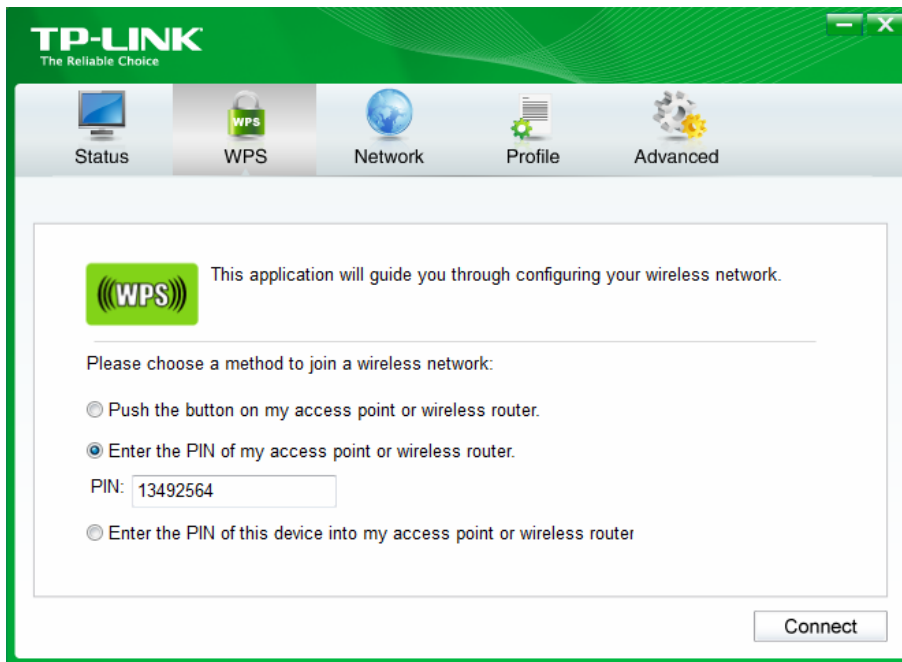 TP-LINK
The Reliable Choice
Status
WPS
WPS
Network
Profile
Advanced
WPS
This application will guide you through configuring your wireless network.
Please choose a method to join a wireless network:
Push the button on my access point or wireless router.
Enter the PIN of my access point or wireless router.
PIN: 13492564
Enter the PIN of this device into my access point or wireless router
Connect